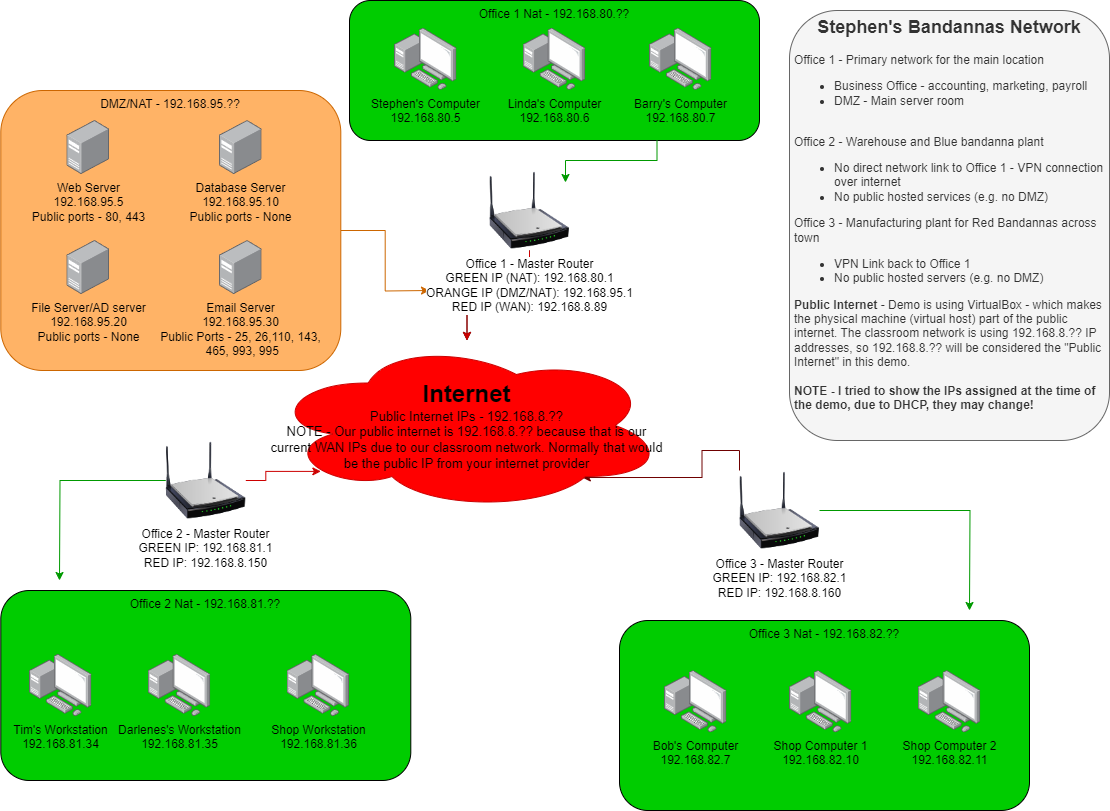 Office 1 Nat - 192.168.80.??
Stephen's Computer
192.168.80.5
Linda's Computer
192.168.80.6
Barry's Computer
192.168.80.7
DMZ/NAT - 192.168.95.??
Web Server
192.168.95.5
Public ports - 80, 443
Database Server
192.168.95.10
Public ports - None
File Server/AD server
192.168.95.20
Public ports - None
Email Server
192.168.95.30
Public Ports - 25, 26,110, 143,
465, 993, 995
Office 1 - Master Router
GREEN IP (NAT): 192.168.80.1
ORANGE IP (DMZ/NAT): 192.168.95.1
RED IP (WAN): 192.168.8.89
Stephen's Bandannas Network
Office 1 - Primary network for the main location
• Business Office - accounting, marketing, payroll
• DMZ - Main server room
Office 2 - Warehouse and Blue bandanna plant
• No direct network link to Office 1 - VPN connection
over internet
• No public hosted services (e.g. no DMZ)
Office 3 - Manufacturing plant for Red Bandannas across
town
• VPN Link back to Office 1
• No public hosted servers (e.g. no DMZ)
Public Internet - Demo is using VirtualBox - which makes
the physical machine (virtual host) part of the public
internet. The classroom network is using 192.168.8.?? IP
addresses, so 192.168.8.?? will be considered the "Public
Internet" in this demo.
NOTE - I tried to show the IPs assigned at the time of
the demo, due to DHCP, they may change!
Internet
Public Internet IPs - 192.168.8.??
NOTE - Our public internet is 192.168.8.?? because that is our
current WAN IPs due to our classroom network. Normally that would
be the public IP from your internet provider
Office 2 - Master Router
GREEN IP: 192.168.81.1
RED IP: 192.168.8.150
Office 3 - Master Router
GREEN IP: 192.168.82.1
RED IP: 192.168.8.160
Office 2 Nat - 192.168.81.??
Tim's Workstation
192.168.81.34
Darlenes's Workstation
192.168.81.35
Shop Workstation
192.168.81.36
Office 3 Nat - 192.168.82.??
Bob's Computer
192.168.82.7
Shop Computer 1
192.168.82.10
Shop Computer 2
192.168.82.11